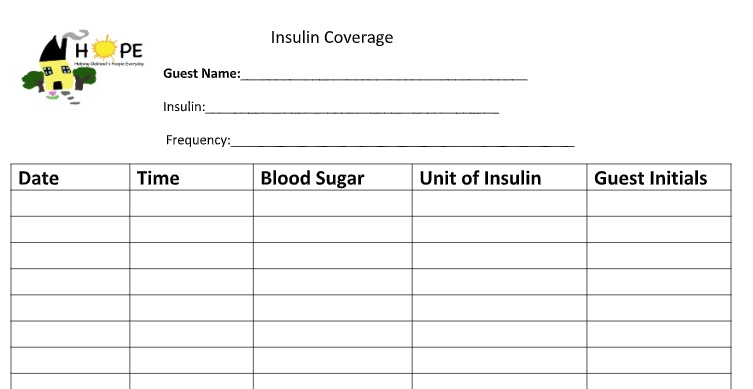 Insulin Coverage
HOPE
Helping Oakland's People Everyday
Guest Name:
Insulin:
Frequency:
Date Time Blood Sugar Unit of Insulin Guest Initials